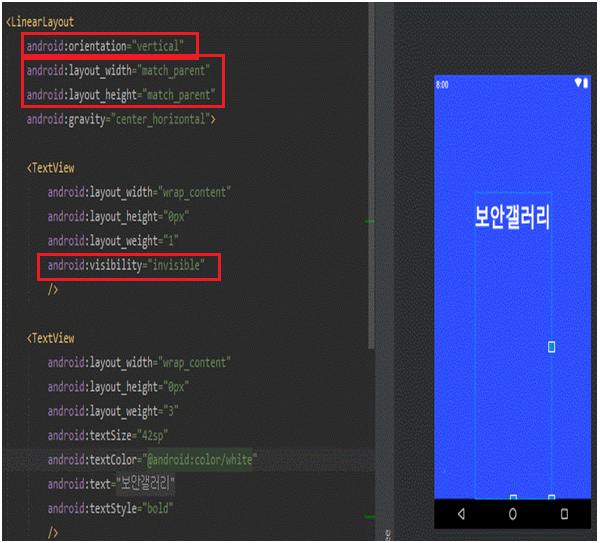 <LinearLayout
android:orientation="vertical"
android:layout_width="match_parent"
android:layout_height="match_parent"
android:gravity="center_horizontal">
<TextView
android:layout_width="wrap_content"
android:layout_height="0px"
android:layout_weight="1"
android:visibility="invisible"
/>
<TextView
android:layout_width="wrap_content"
android:layout_height="0px"
android:layout_weight="3"
android:textSize="42sp"
android:textColor="@android:color/white"
android:text="보안갤러리"
android:textStyle="bold"
/>
8:00
보안갤러리